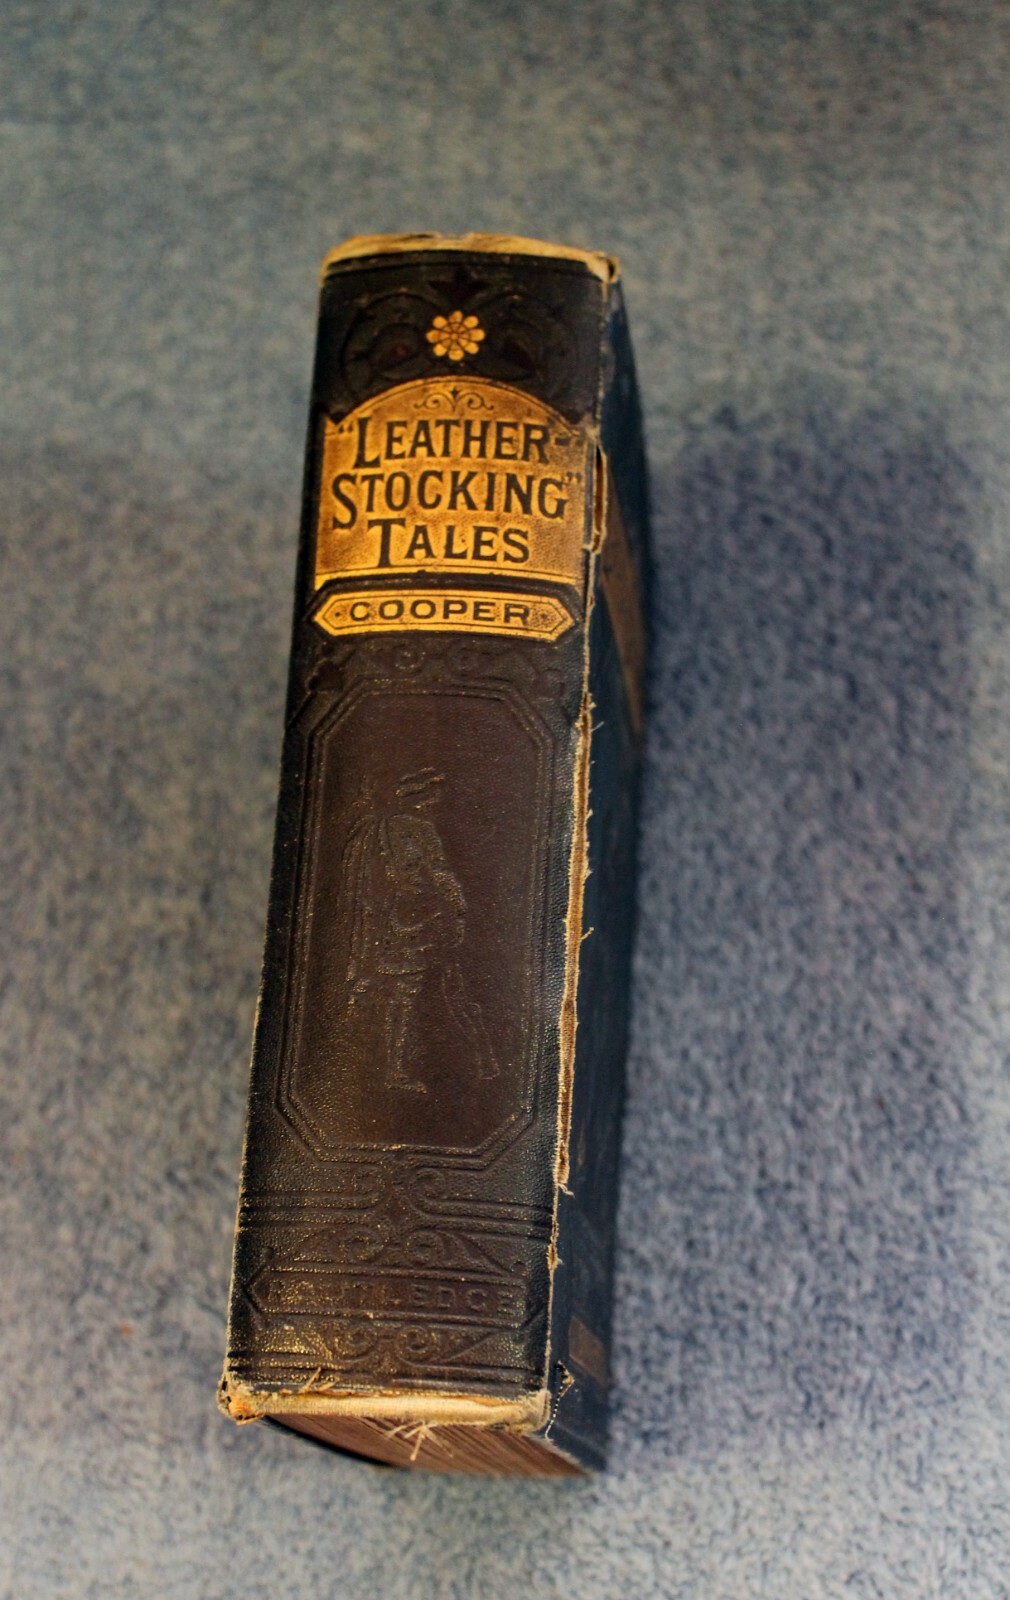 "LEATHER-
STOCKING"
TALES
COOPER
ROUTLEDGE